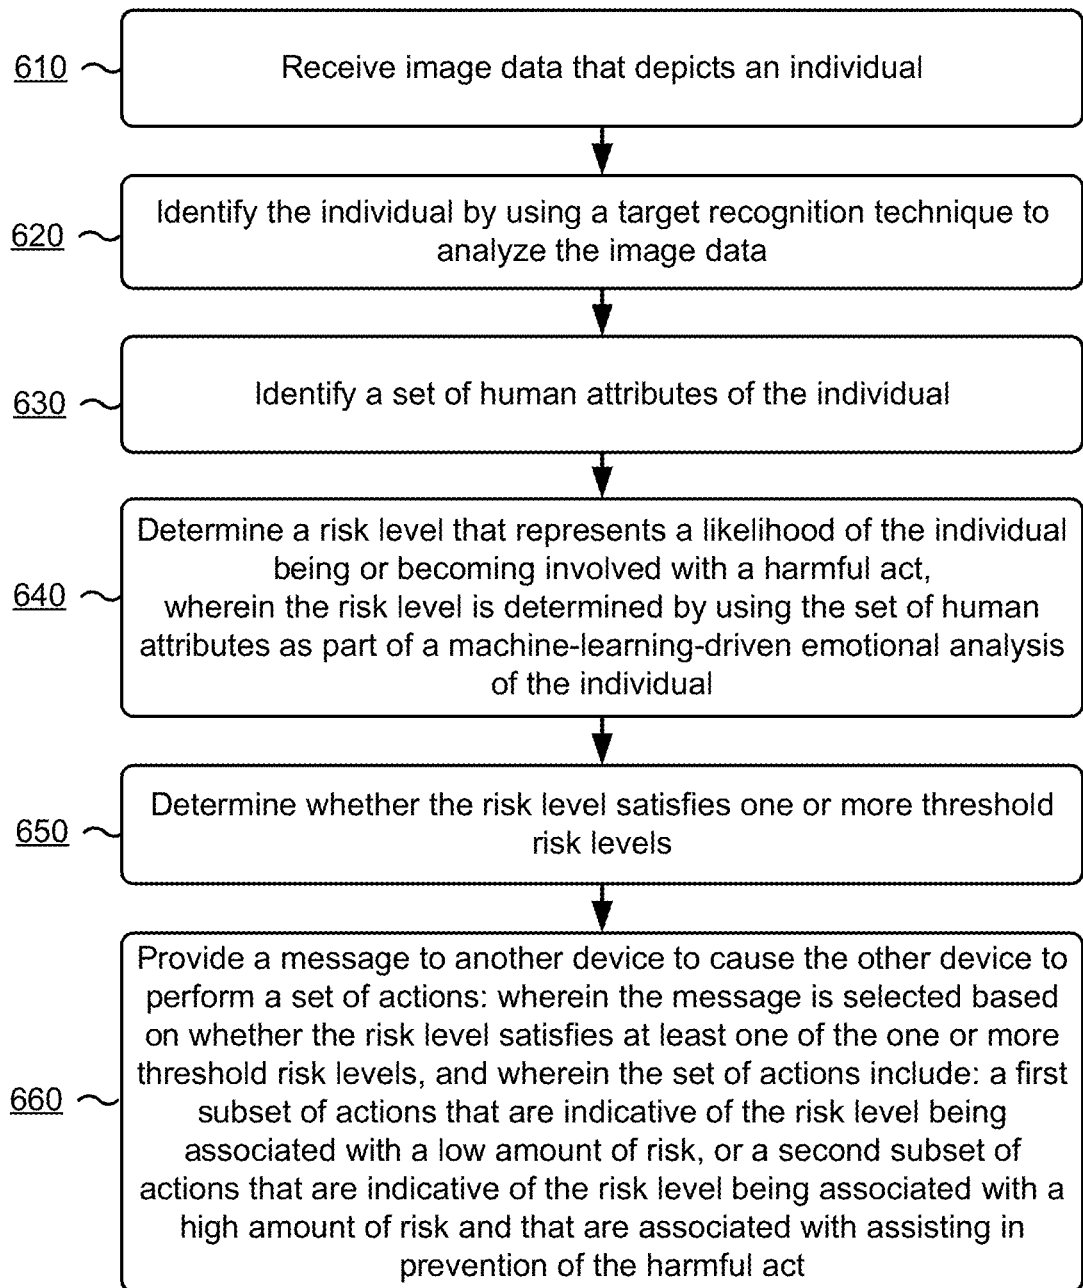 610
Receive image data that depicts an individual
620
Identify the individual by using a target recognition technique to
analyze the image data
630
Identify a set of human attributes of the individual
640
Determine a risk level that represents a likelihood of the individual
being or becoming involved with a harmful act,
wherein the risk level is determined by using the set of human
attributes as part of a machine-learning-driven emotional analysis
of the individual
650
Determine whether the risk level satisfies one or more threshold
risk levels
660
Provide a message to another device to cause the other device to
perform a set of actions: wherein the message is selected based
on whether the risk level satisfies at least one of the one or more
threshold risk levels, and wherein the set of actions include: a first
subset of actions that are indicative of the risk level being
associated with a low amount of risk, or a second subset of
actions that are indicative of the risk level being associated with a
high amount of risk and that are associated with assisting in
prevention of the harmful act